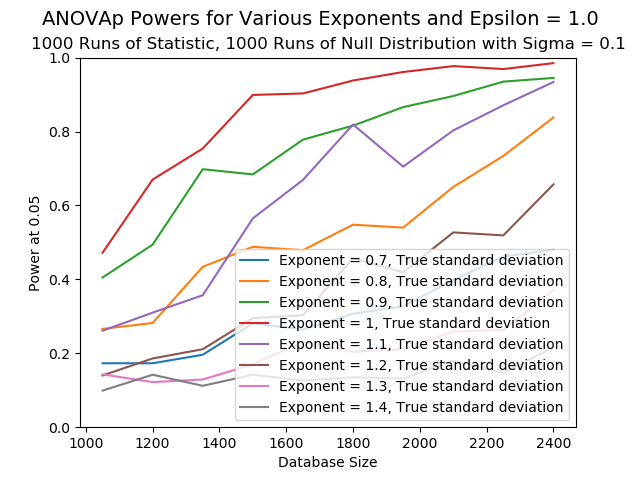 ANOVAp Powers for Various Exponents and Epsilon = 1.0
1000 Runs of Statistic, 1000 Runs of Null Distribution with Sigma = 0.1
1.0
0.8
0.6
0.4
0.2
0.0
Power at 0.05
Exponent = 0.7, True standard deviation
Exponent = 0.8, True standard deviation
Exponent = 0.9, True standard deviation
Exponent = 1, True standard deviation
Exponent = 1.1, True standard deviation
Exponent = 1.2, True standard deviation
Exponent = 1.3, True standard deviation
Exponent = 1.4, True standard deviation
1000 1200 1400 1600 1800 2000 2200 2400
Database Size